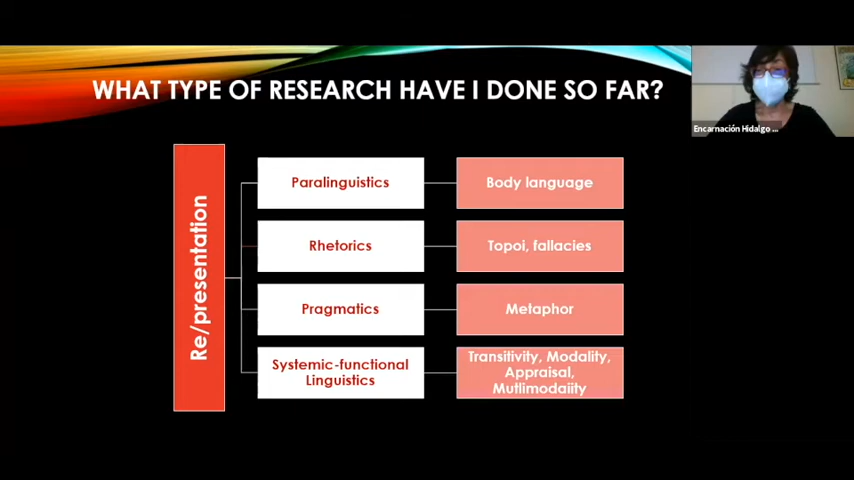 WHAT TYPE OF RESEARCH HAVE I DONE SO FAR?
Encarnación Hidalgo ...
Re/presentation
Paralinguistics
Body language
Rhetorics
Topoi, fallacies
Pragmatics
Metaphor
Systemic-functional
Linguistics
Transitivity, Modality,
Appraisal,
Mutlimodaiity